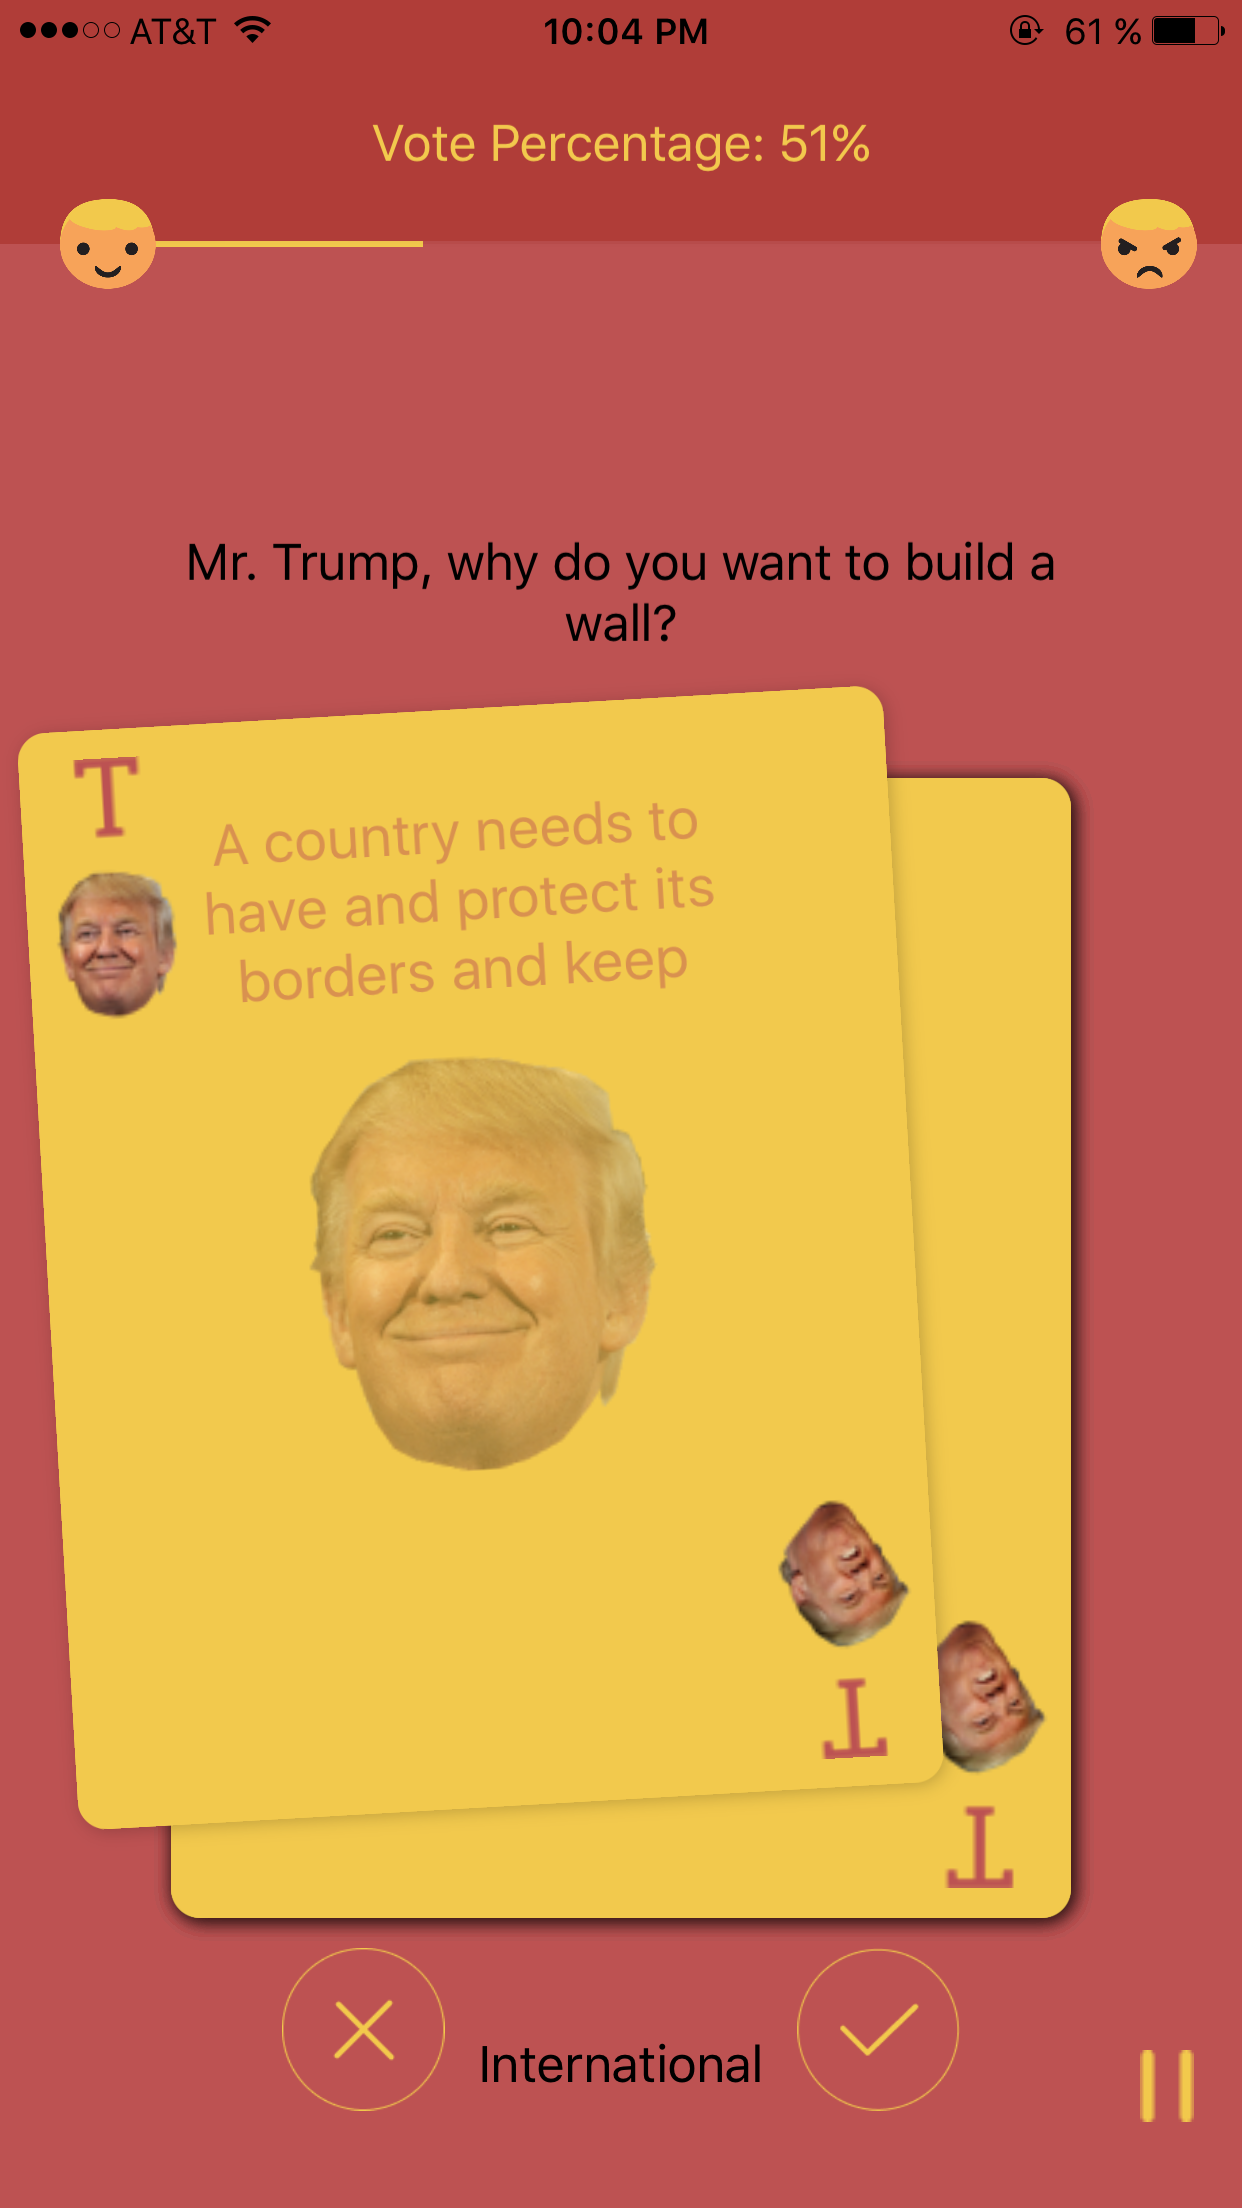 AT&T 10:04 PM 61 %
Vote Percentage: 51%
Mr. Trump, why do you want to build a
wall?
T
A country needs to
have and protect its
borders and keep
T
T
International